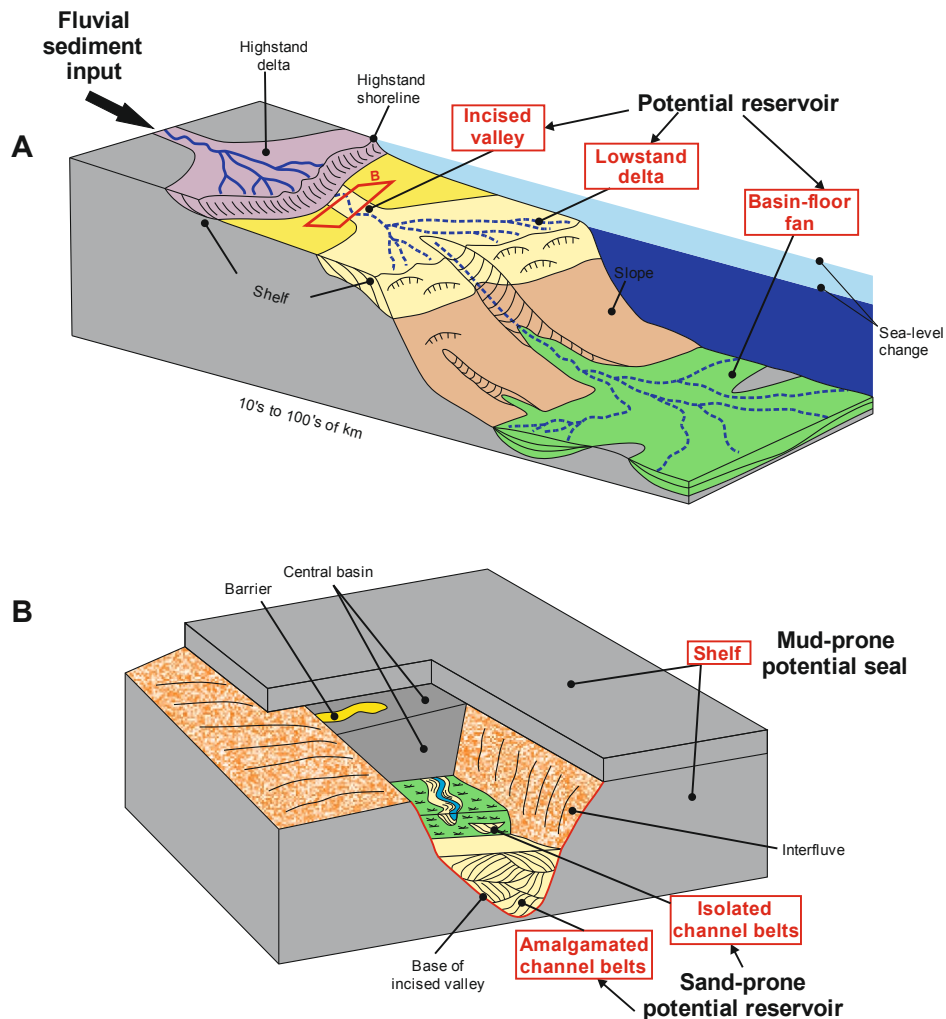 Fluvial
sediment
input
Highstand
delta
Highstand
shoreline
A
Incised
valley
Potential reservoir
Lowstand
delta
Basin-floor
fan
B
Shelf
Slope
Sea-level
change
10's to 100's of km
B
Central basin
Barrier
Shelf
Mud-prone
potential seal
Interfluve
Isolated
channel belts
Amalgamated
channel belts
Base of
incised valley
Sand-prone
potential reservoir